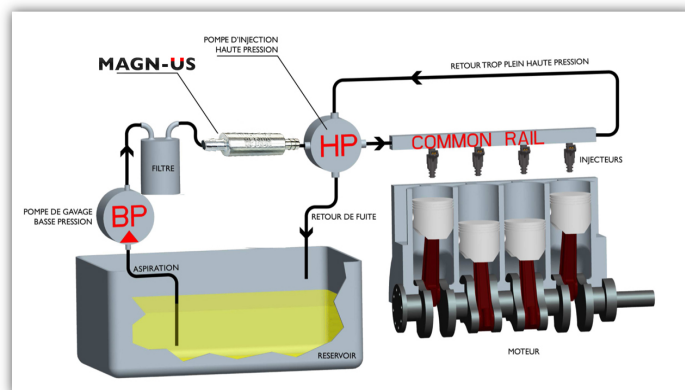 POMPE D'INJECTION
HAUTE PRESSION
RETOUR TROP PLEIN HAUTE PRESSION
MAGN-US
HP
COMMON RAIL
INJECTEURS
FILTRE
POMPE DE GAVAGE
BASSE PRESSION
BP
RETOUR DE FUITE
ASPIRATION
RESERVOIR
MOTEUR